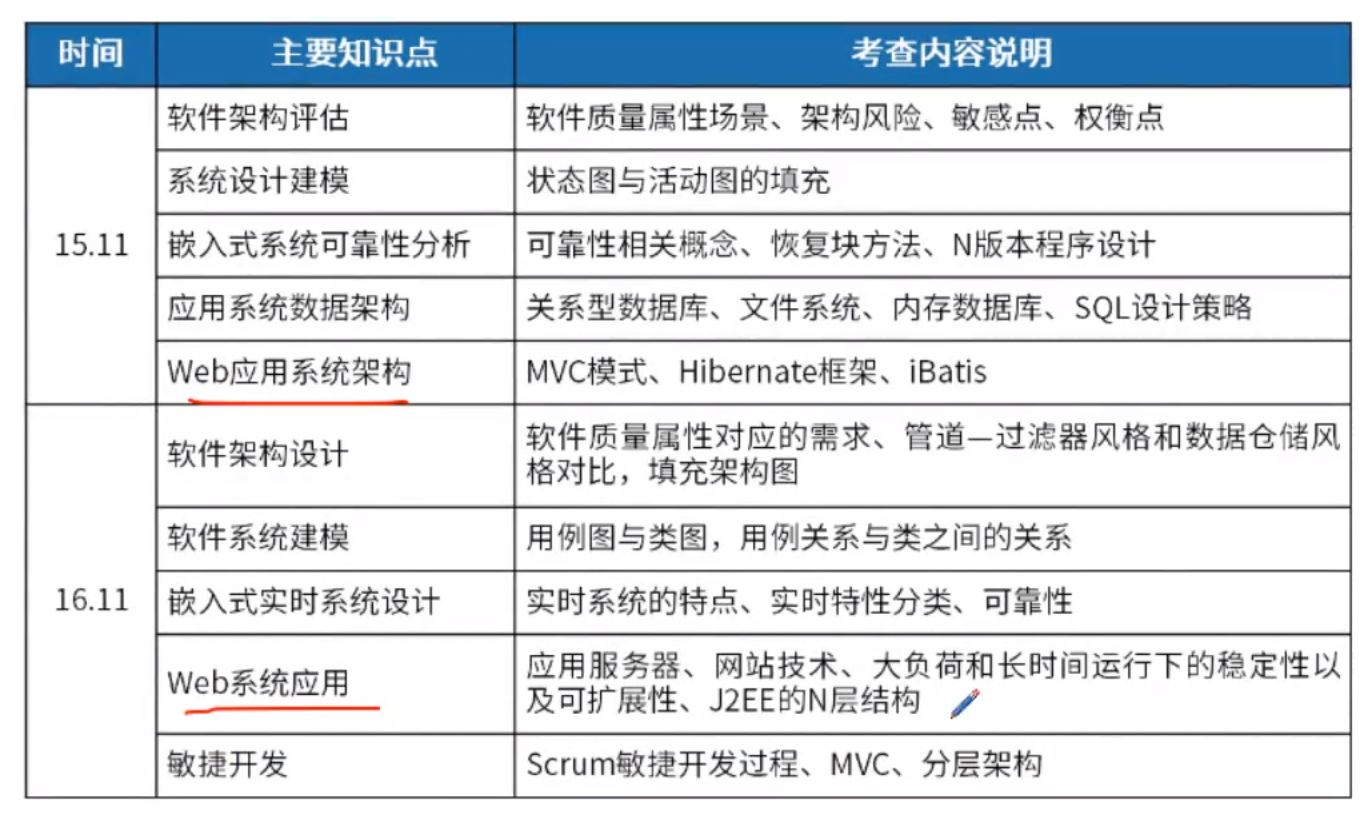 时间 主要知识点 考查内容说明
15.11
软件架构评估 软件质量属性场景、架构风险、敏感点、权衡点
系统设计建模 状态图与活动图的填充
嵌入式系统可靠性分析 可靠性相关概念、恢复块方法、N版本程序设计
应用系统数据架构 关系型数据库、文件系统、内存数据库、SQL设计策略
Web应用系统架构 MVC模式、Hibernate框架、iBatis
16.11
软件架构设计 软件质量属性对应的需求、管道—过滤器风格和数据仓储风
格对比，填充架构图
软件系统建模 用例图与类图，用例关系与类之间的关系
嵌入式实时系统设计 实时系统的特点、实时特性分类、可靠性
Web系统应用 应用服务器、网站技术、大负荷和长时间运行下的稳定性以
及可扩展性、J2EE的N层结构
敏捷开发 Scrum敏捷开发过程、MVC、分层架构